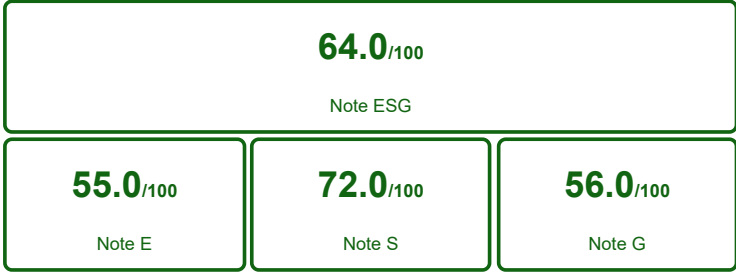 64.0/100
Note ESG
55.0/100
Note E
72.0/100
Note S
56.0/100
Note G